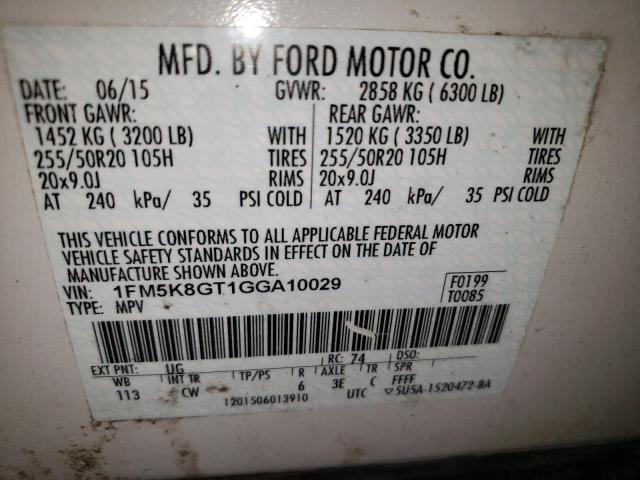 MFD. BY FORD MOTOR CO.
DATE: 06/15 GVWR: 2858 KG ( 6300 LB)
FRONT GAWR: REAR GAWR:
1452 KG ( 3200 LB) WITH 1520 KG ( 3350 LB) WITH
255/50R20 105H TIRES 255/50R20 105H TIRES
20x9.0J RIMS 20x9.0J RIMS
AT 240 kPa/ 35 PSI COLD AT 240 kPa/ 35 PSI COLD
THIS VEHICLE CONFORMS TO ALL APPLICABLE FEDERAL MOTOR
VEHICLE SAFETY STANDARDS IN EFFECT ON THE DATE OF
MANUFACTURE SHOWN ABOVE.
VIN: 1FM5K8GT1GGA10029 F0199
TYPE: MPV T0085
EXT PNT: UG RC: 74 DSO:
WB INT TR TP/PS R AXLE TR SPR
113 CW 6 3E C FFFF
1201506013910 UTC ▽5U5A-1520472-BA